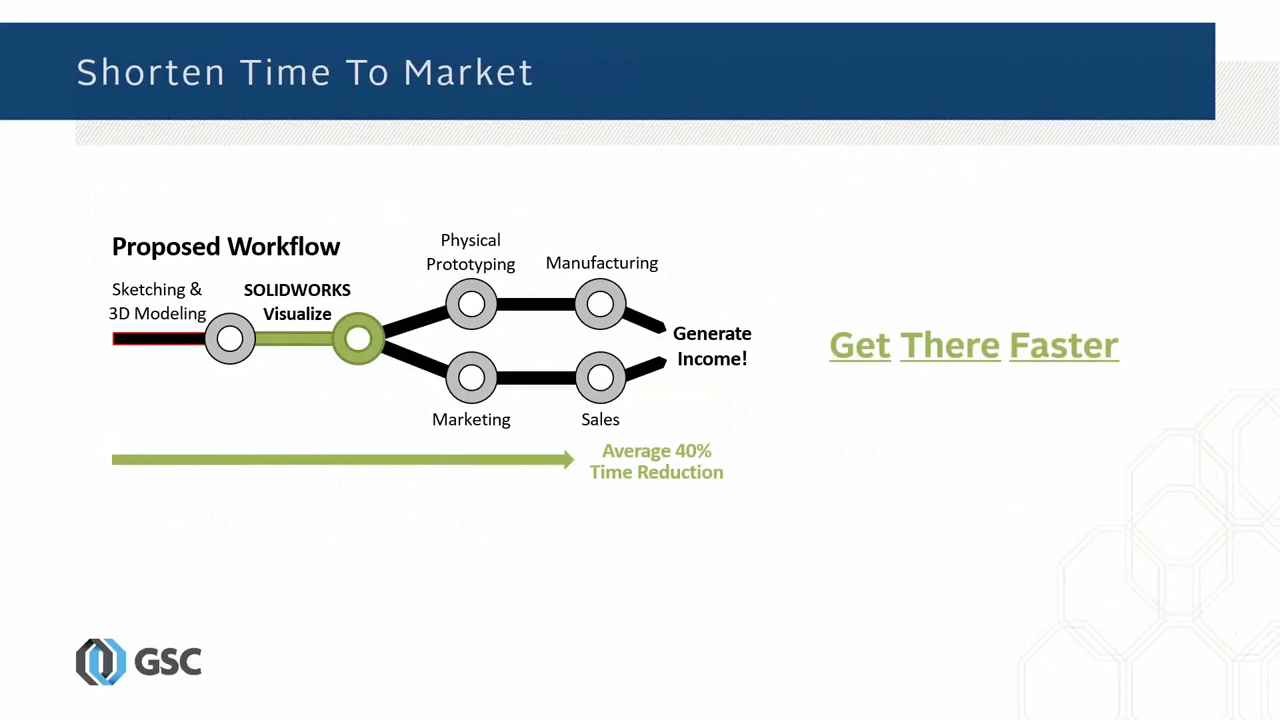 Shorten Time To Market
Proposed Workflow
Sketching &
3D Modeling
SOLIDWORKS
Visualize
Physical
Prototyping
Manufacturing
Marketing
Sales
Generate
Income!
Average 40%
Time Reduction
Get There Faster
GSC